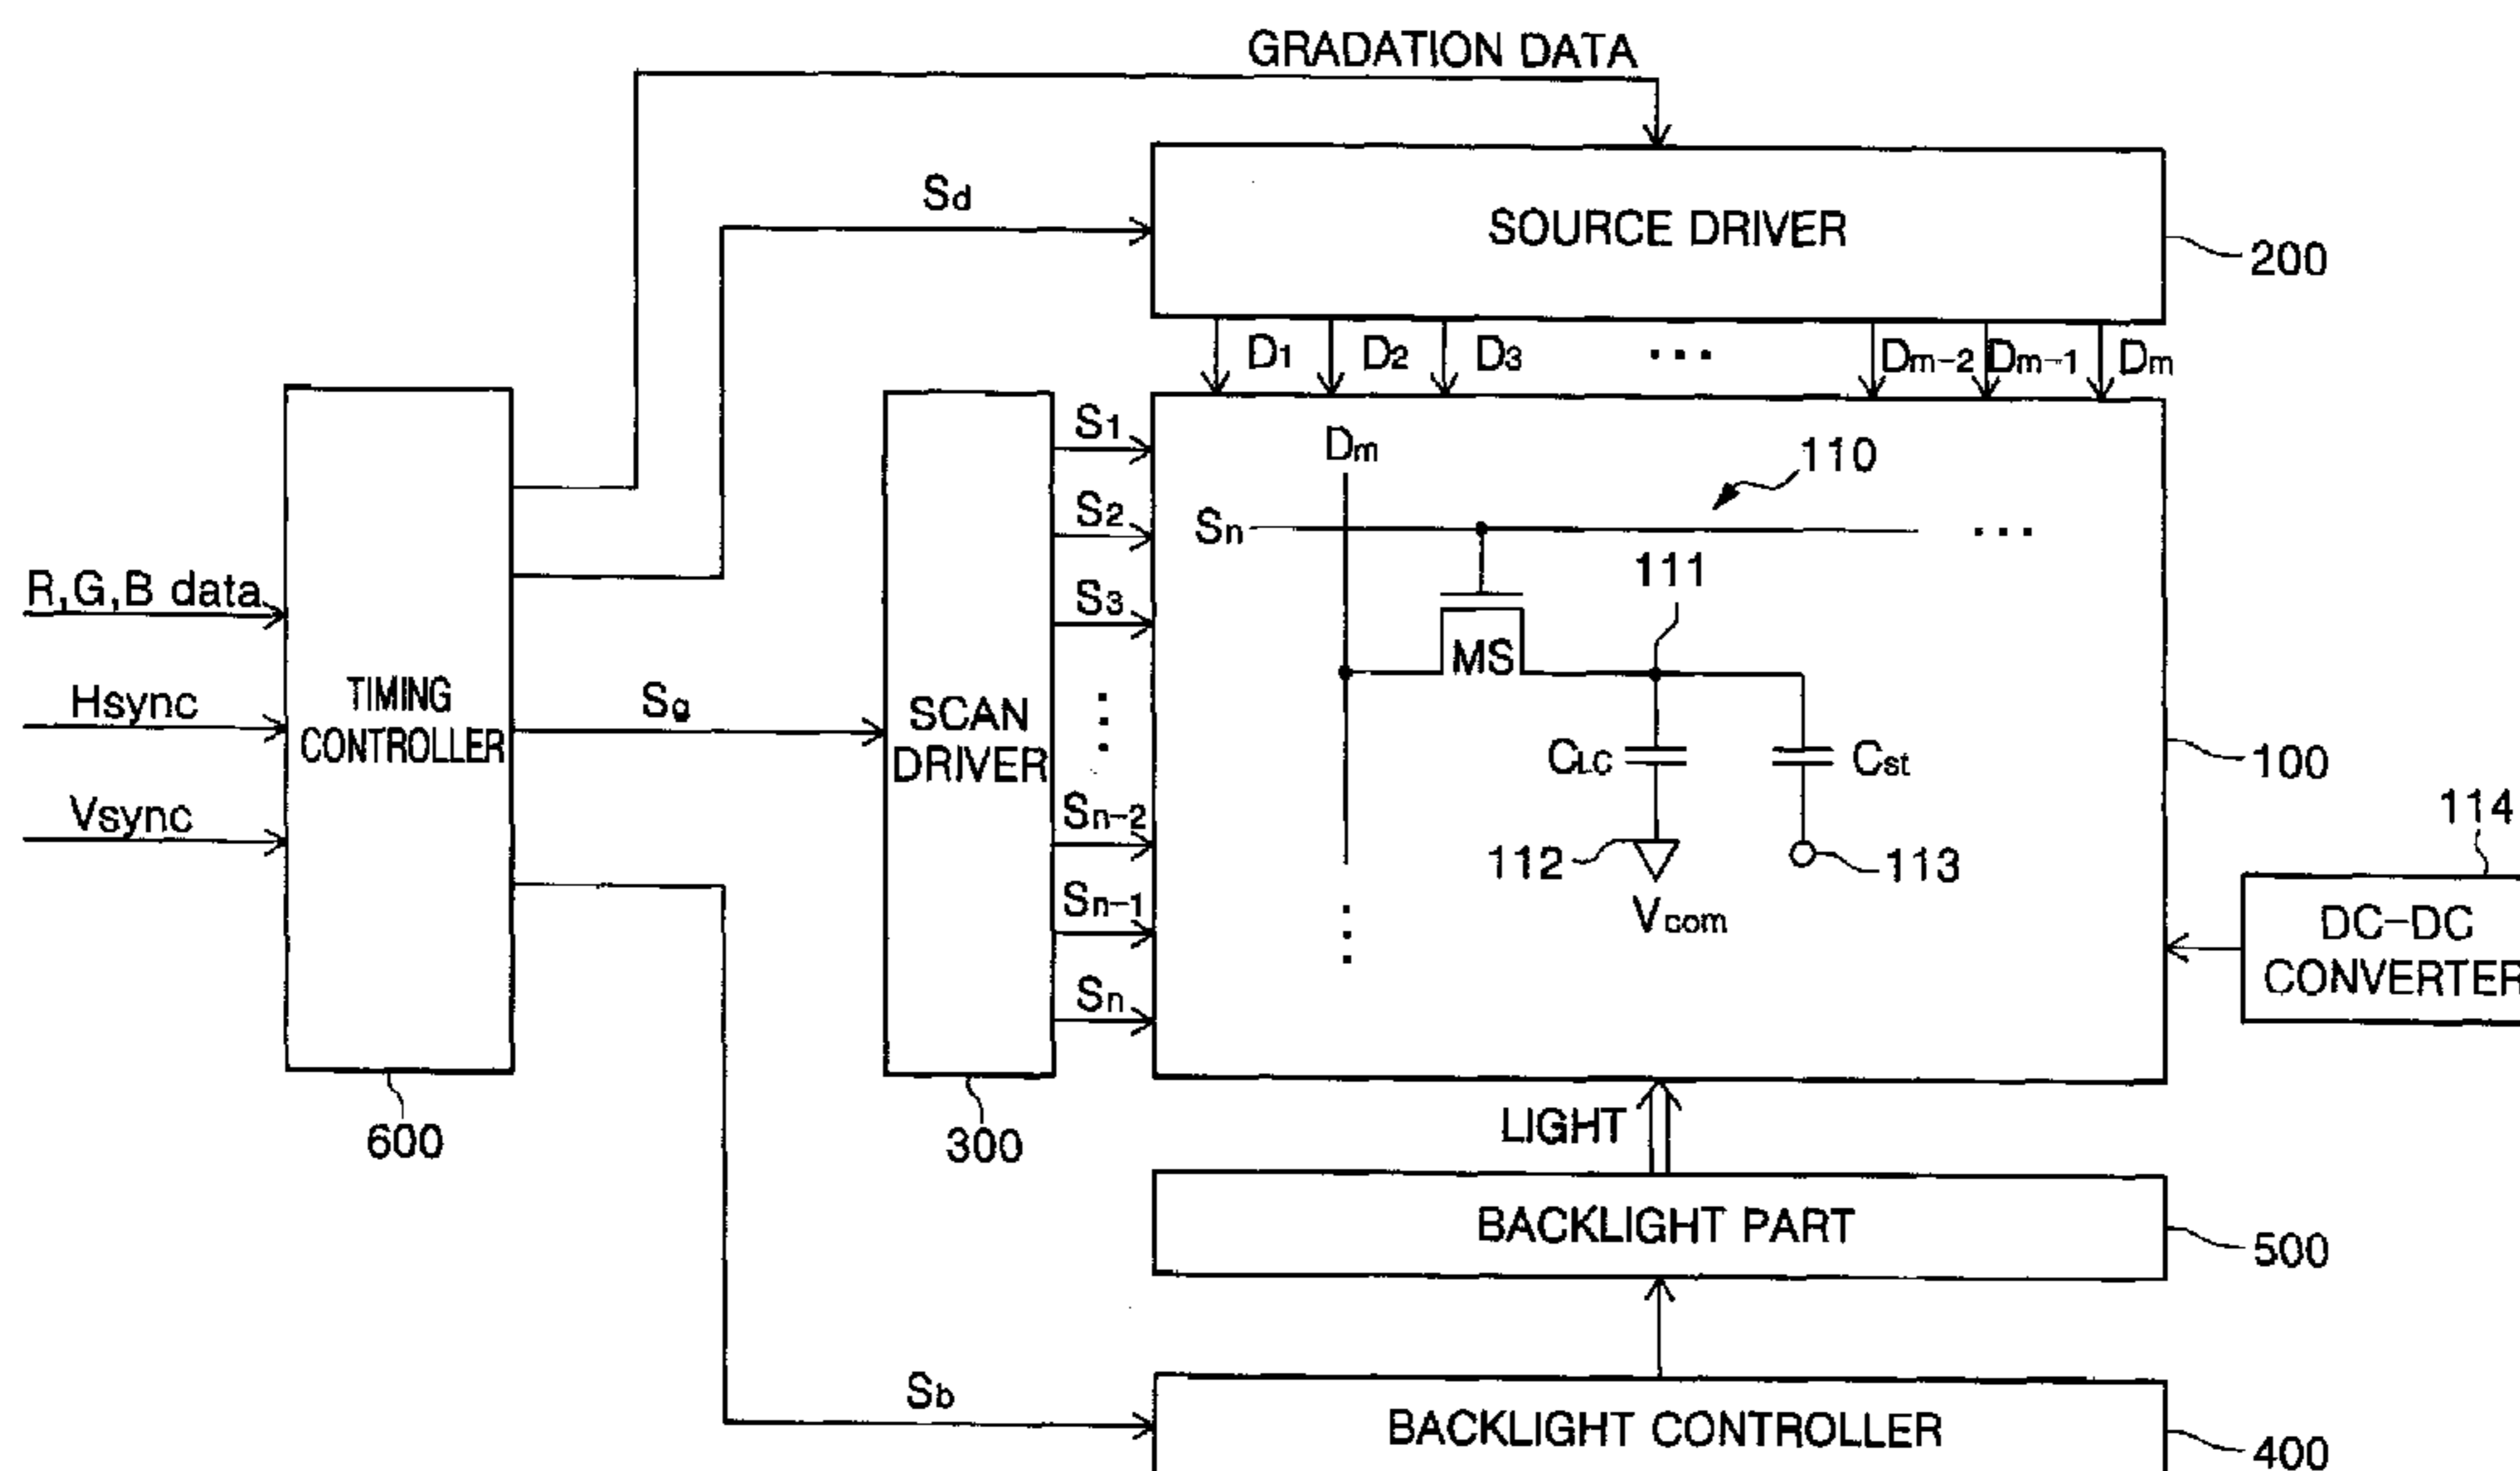 GRADATION DATA
Sd
SOURCE DRIVER
200
D1 D2 D3 ... Dm-2 Dm-1 Dm
R,G,B data
Hsync
Vsync
TIMING
CONTROLLER
600
Sg
SCAN
DRIVER
300
S1
S2
S3
Sn-2
Sn-1
Sn
Dm
Sn
...
110
111
MS
CLC
Cst
112
113
Vcom
100
114
DC-DC
CONVERTER
LIGHT
BACKLIGHT PART
500
Sb
BACKLIGHT CONTROLLER
400